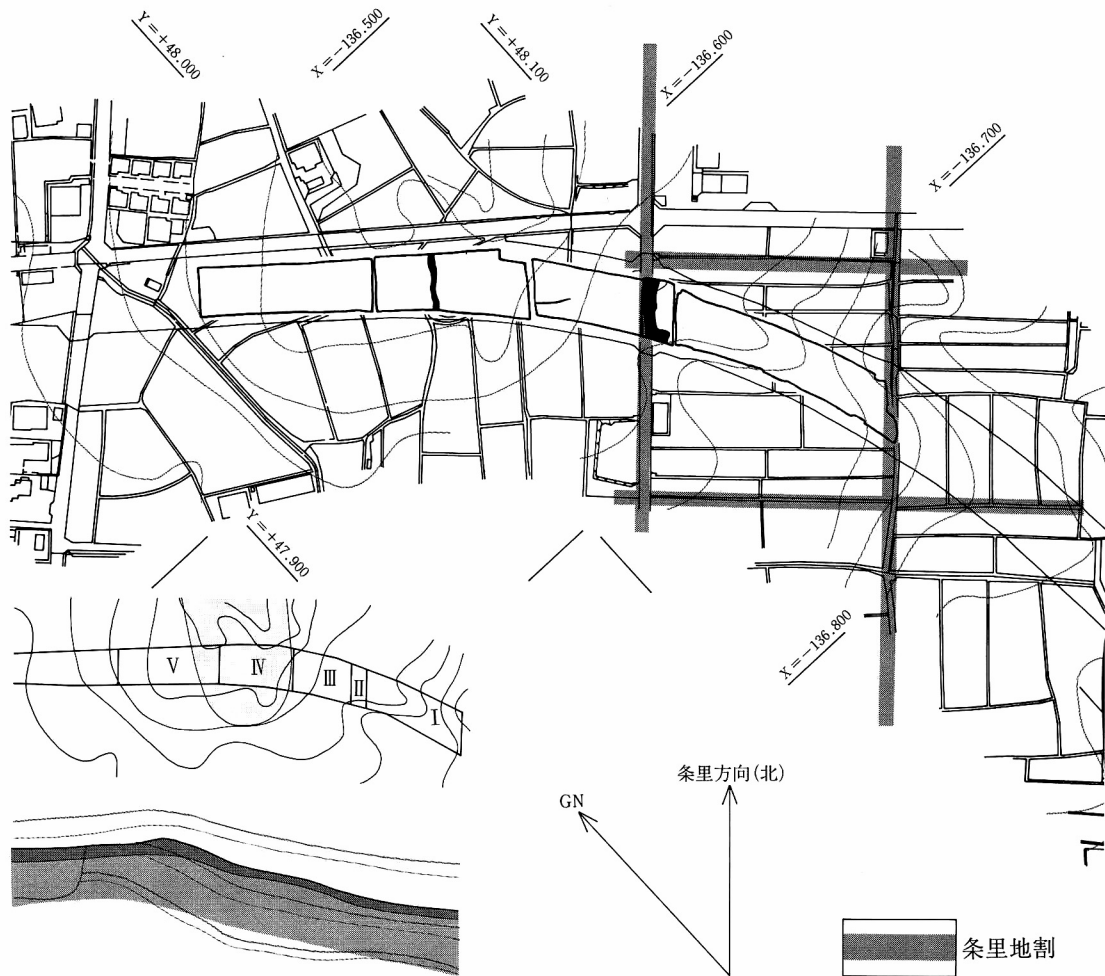 Y=+48.000
X=−136.500
Y=+48.100
X=−136.600
X=−136.700
Y=+47.900
X=−136.800
Ⅴ
Ⅳ
Ⅲ
Ⅱ
Ⅰ
GN
条里方向(北)
条里地割